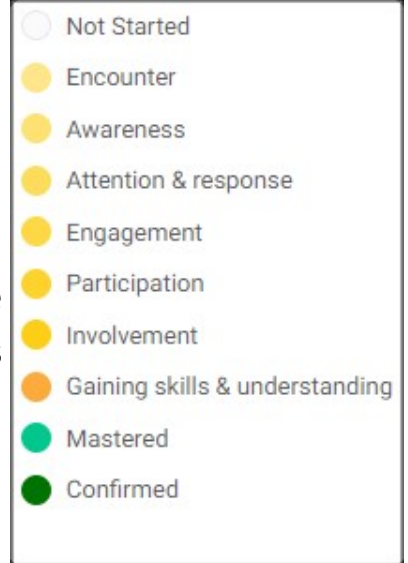 Not Started
Encounter
Awareness
Attention & response
Engagement
Participation
Involvement
Gaining skills & understanding
Mastered
Confirmed